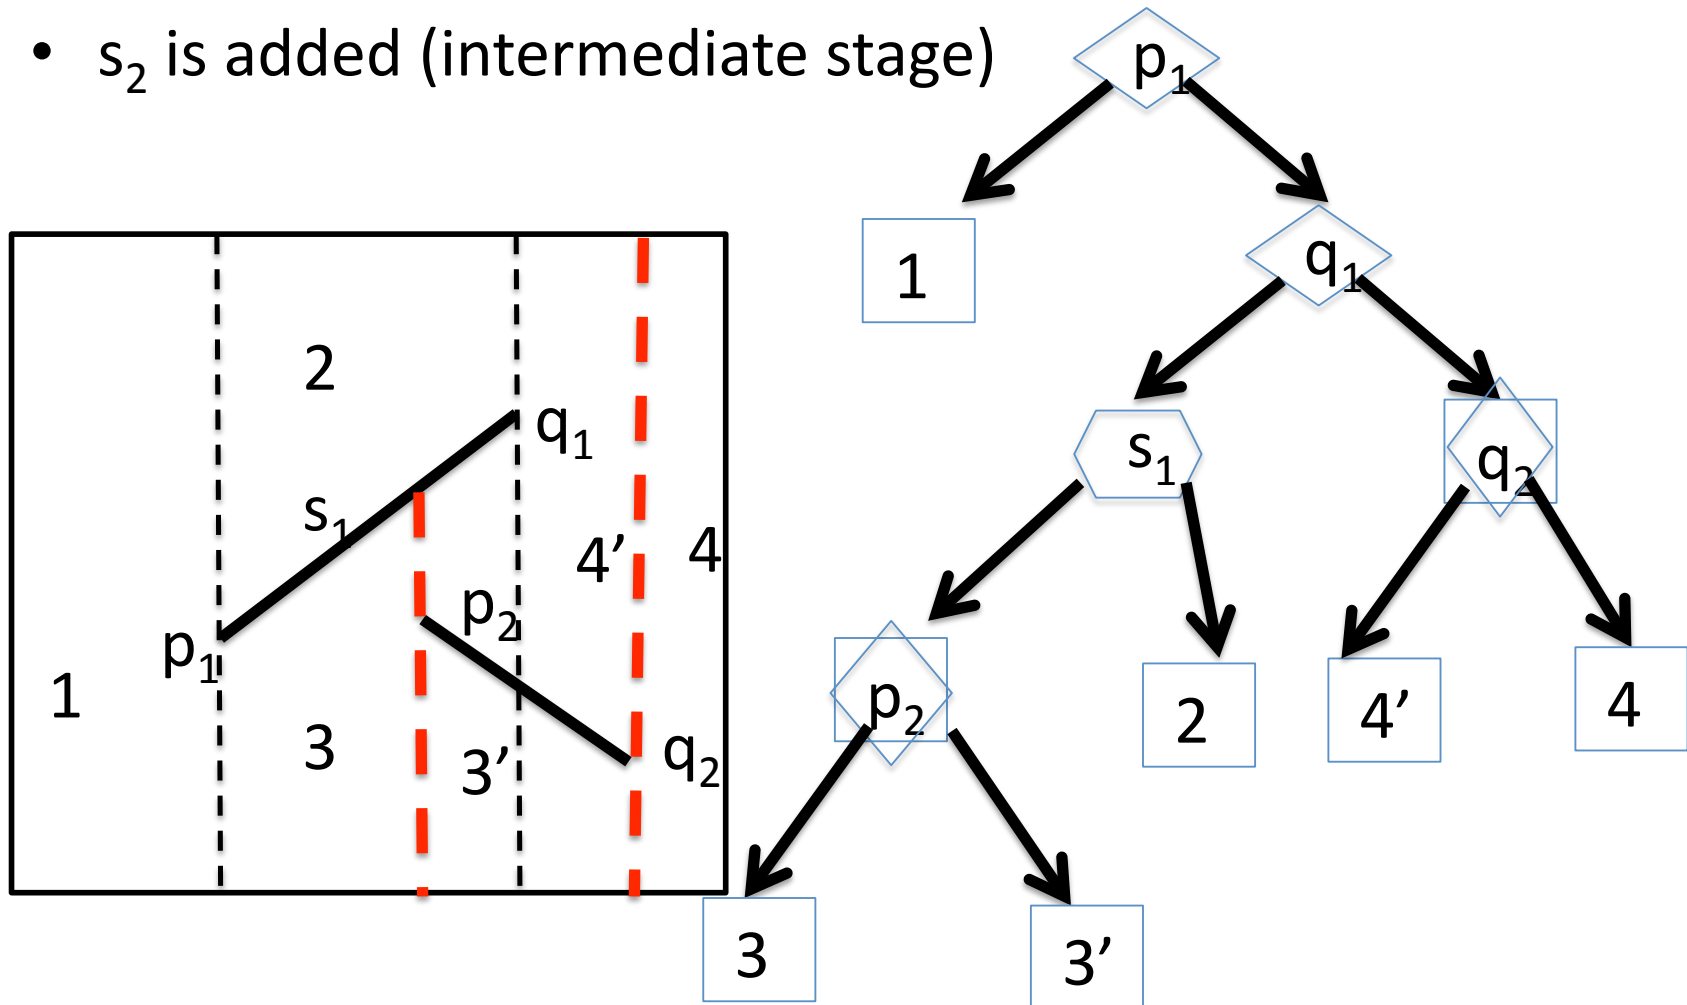 • s₂ is added (intermediate stage)
p₁
1
q₁
2
q₁
s₁
s₁
q₂
4’
4
p₂
p₁
1
3
3’
q₂
p₂
2
4’
4
3
3’